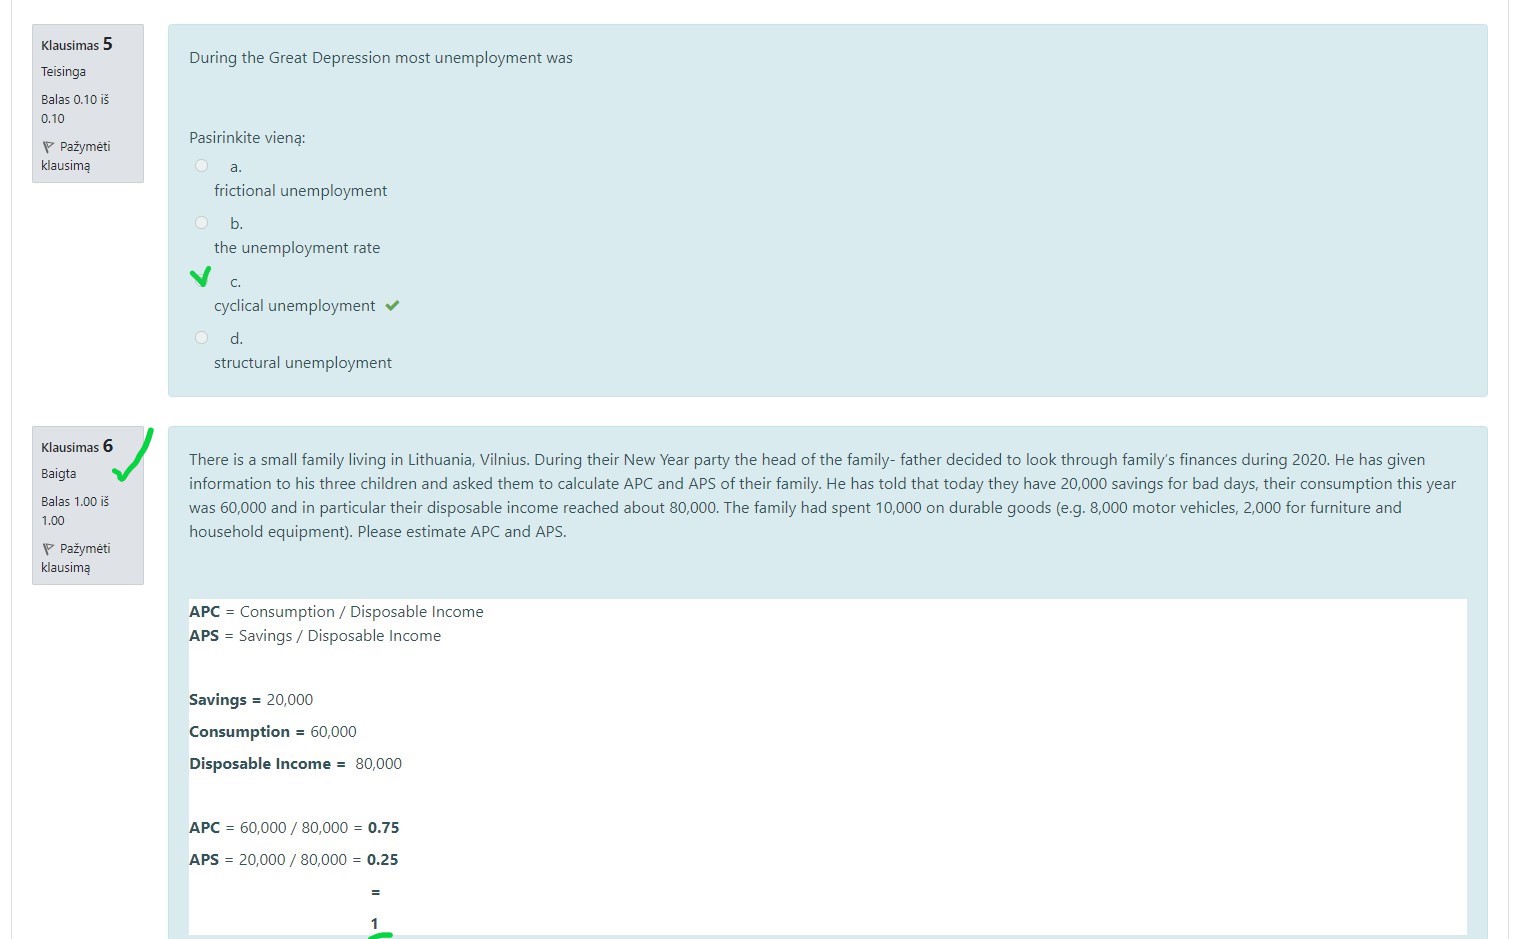 Klausimas 5
Teisinga
Balas 0.10 iš
0.10
Pažymėti
klausimą
During the Great Depression most unemployment was
Pasirinkite vieną:
a.
frictional unemployment
b.
the unemployment rate
c.
cyclical unemployment
d.
structural unemployment
Klausimas 6
Baigta
Balas 1.00 iš
1.00
Pažymėti
klausimą
There is a small family living in Lithuania, Vilnius. During their New Year party the head of the family- father decided to look through family's finances during 2020. He has given
information to his three children and asked them to calculate APC and APS of their family. He has told that today they have 20,000 savings for bad days, their consumption this year
was 60,000 and in particular their disposable income reached about 80,000. The family had spent 10,000 on durable goods (e.g. 8,000 motor vehicles, 2,000 for furniture and
household equipment). Please estimate APC and APS.
APC = Consumption / Disposable Income
APS = Savings / Disposable Income
Savings = 20,000
Consumption = 60,000
Disposable Income = 80,000
APC = 60,000 / 80,000 = 0.75
APS = 20,000 / 80,000 = 0.25
=
1